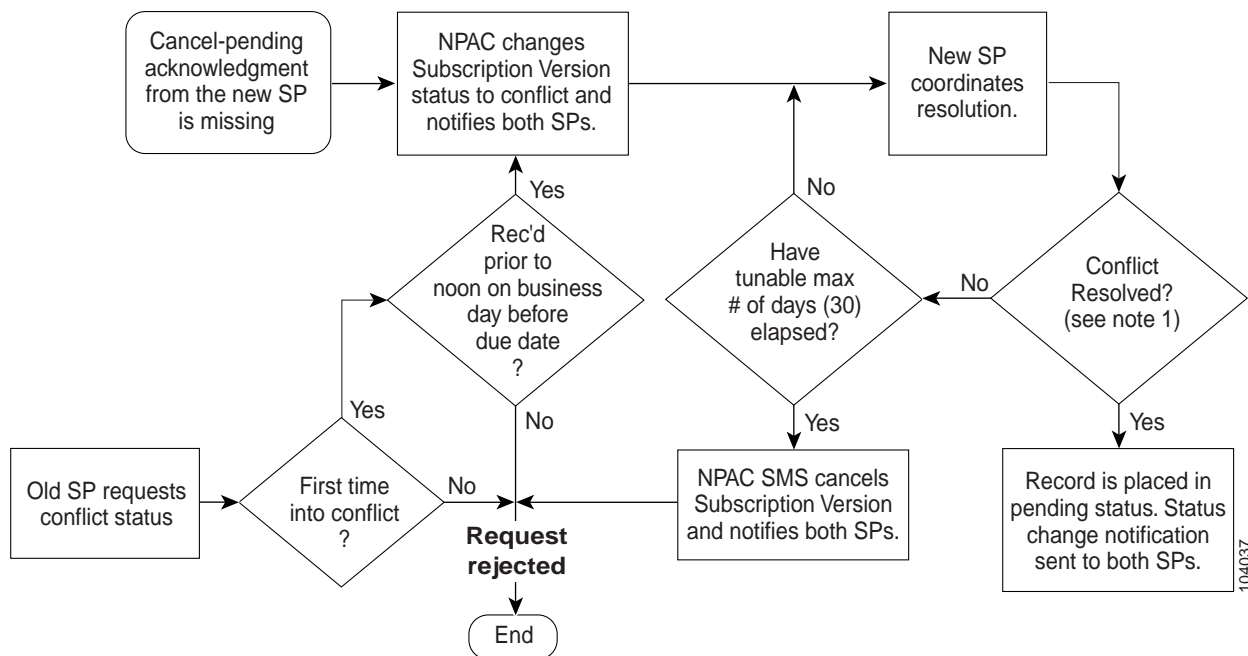 Cancel-pending
acknowledgment
from the new SP
is missing
NPAC changes
Subscription Version
status to conflict and
notifies both SPs.
New SP
coordinates
resolution.
Yes
No
Rec'd
prior to
noon on business
day before
due date
?
Have
tunable max
# of days (30)
elapsed?
No
Conflict
Resolved?
(see note 1)
Yes
No
Yes
Yes
Old SP requests
conflict status
First time
into conflict
?
No
NPAC SMS cancels
Subscription Version
and notifies both SPs.
Record is placed in
pending status. Status
change notification
sent to both SPs.
Request
rejected
End
104037